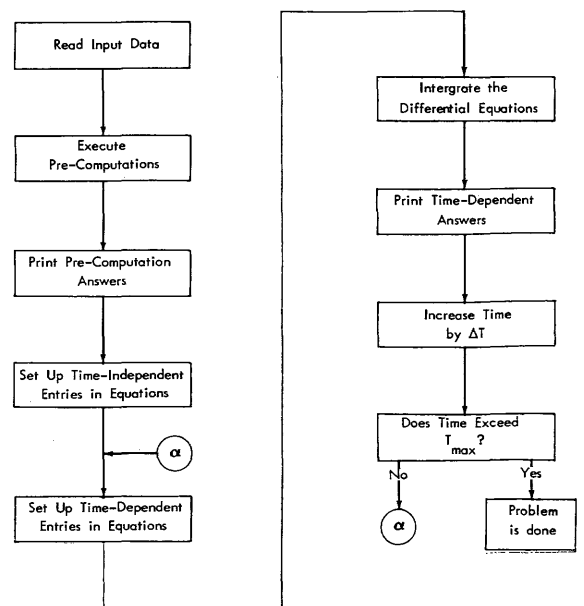 Read Input Data
Execute
Pre-Computations
Print Pre-Computation
Answers
Set Up Time-Independent
Entries in Equations
α
Set Up Time-Dependent
Entries in Equations
Intergrate the
Differential Equations
Print Time-Dependent
Answers
Increase Time
by ΔT
Does Time Exceed
T max ?
No
Yes
α
Problem
is done